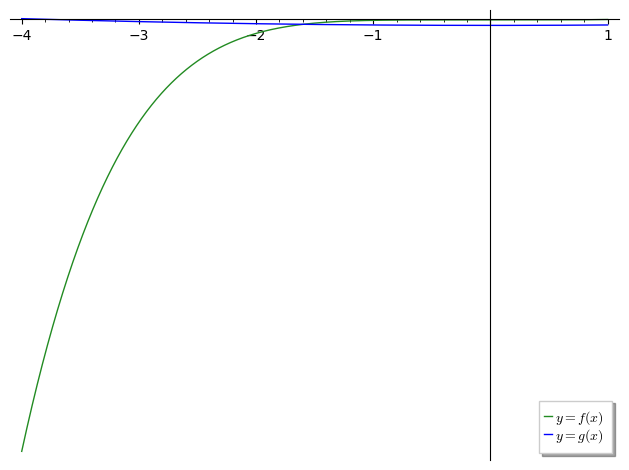 −4 −3 −2 −1 1
y = f(x)
y = g(x)